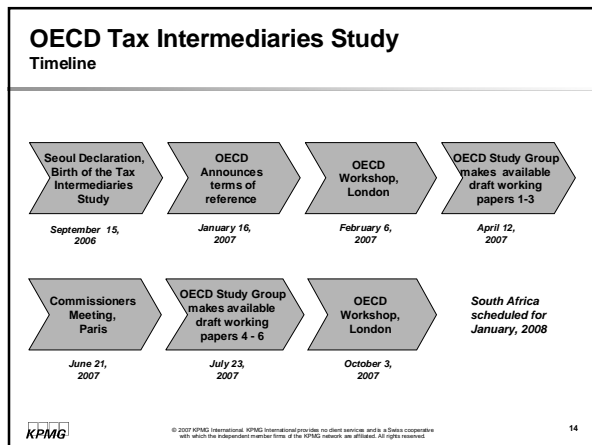 OECD Tax Intermediaries Study
Timeline
Seoul Declaration,
Birth of the Tax
Intermediaries
Study
September 15,
2006
OECD
Announces
terms of
reference
January 16,
2007
OECD
Workshop,
London
February 6,
2007
OECD Study Group
makes available
draft working
papers 1-3
April 12,
2007
Commissioners
Meeting,
Paris
June 21,
2007
OECD Study Group
makes available
draft working
papers 4 - 6
July 23,
2007
OECD
Workshop,
London
October 3,
2007
South Africa
scheduled for
January, 2008
KPMG
© 2007 KPMG International. KPMG International provides no client services and is a Swiss cooperative
with which the independent member firms of the KPMG network are affiliated. All rights reserved.
14